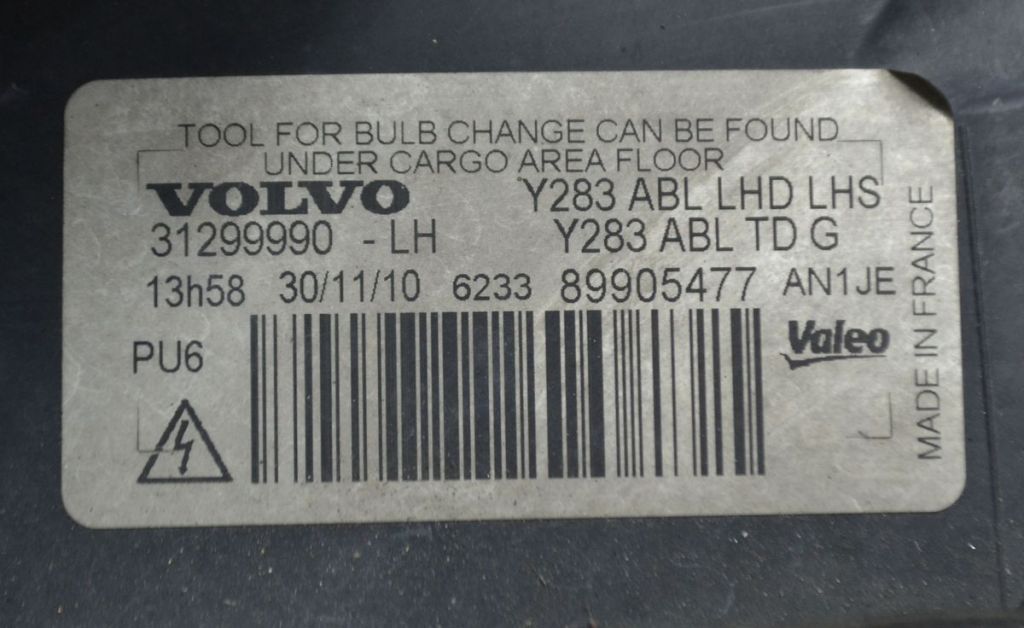 TOOL FOR BULB CHANGE CAN BE FOUND
UNDER CARGO AREA FLOOR
VOLVO Y283 ABL LHD LHS
31299990 - LH Y283 ABL TD G
13h58 30/11/10 6233 89905477 AN1JE
PU6 Valeo
MADE IN FRANCE